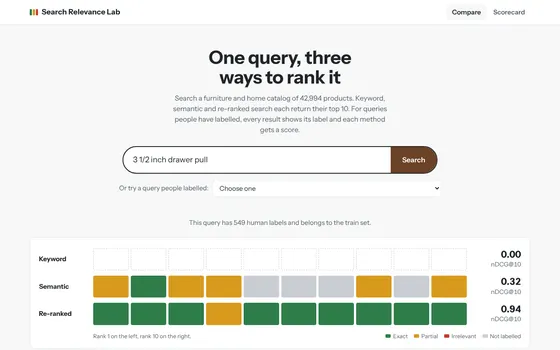 Search Relevance Lab
Compare
Scorecard
One query, three
ways to rank it
Search a furniture and home catalog of 42,994 products. Keyword,
semantic and re-ranked search each return their top 10. For queries
people have labelled, every result shows its label and each method
gets a score.
3 1/2 inch drawer pull
Search
Or try a query people labelled:
Choose one
This query has 549 human labels and belongs to the train set.
Keyword
0.00
nDCG@10
Semantic
0.32
nDCG@10
Re-ranked
0.94
nDCG@10
Rank 1 on the left, rank 10 on the right.
Exact
Partial
Irrelevant
Not labelled